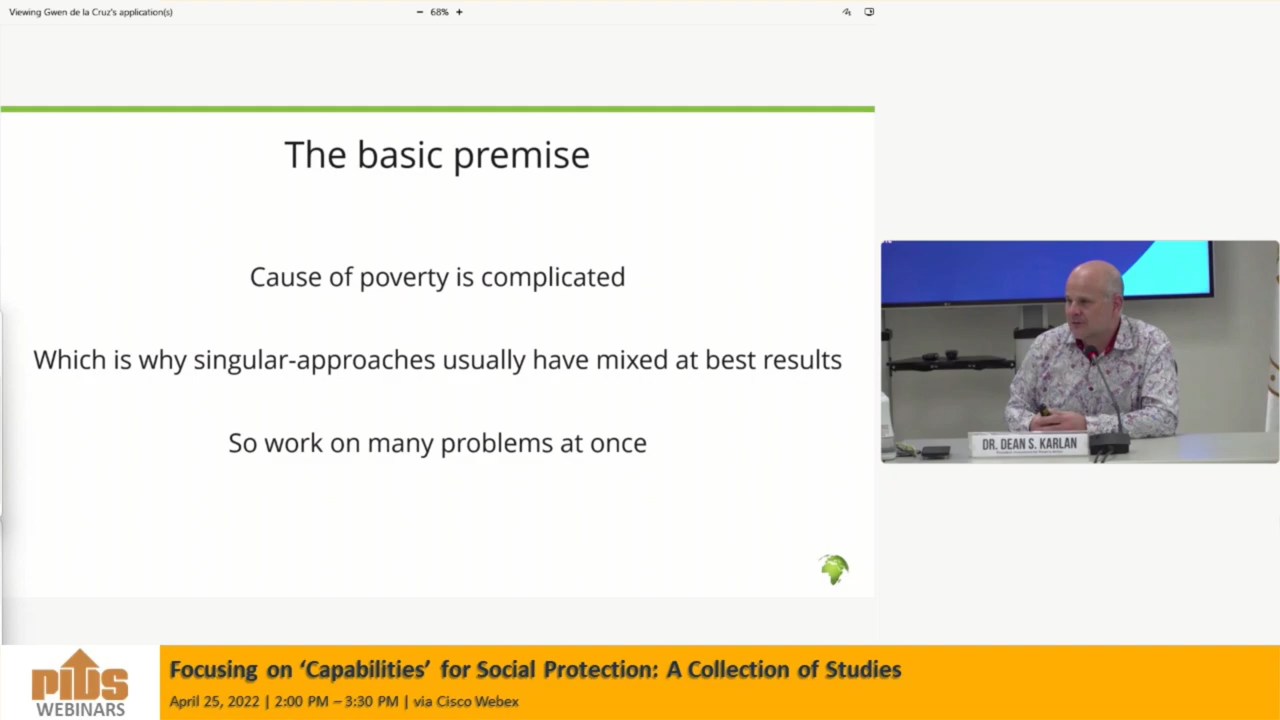 Viewing Gwen de la Cruz's application(s)
− 68% +
The basic premise
Cause of poverty is complicated
Which is why singular-approaches usually have mixed at best results
So work on many problems at once
DR. DEAN S. KARLAN
PIDS
WEBINARS
Focusing on ‘Capabilities’ for Social Protection: A Collection of Studies
April 25, 2022 | 2:00 PM – 3:30 PM | via Cisco Webex